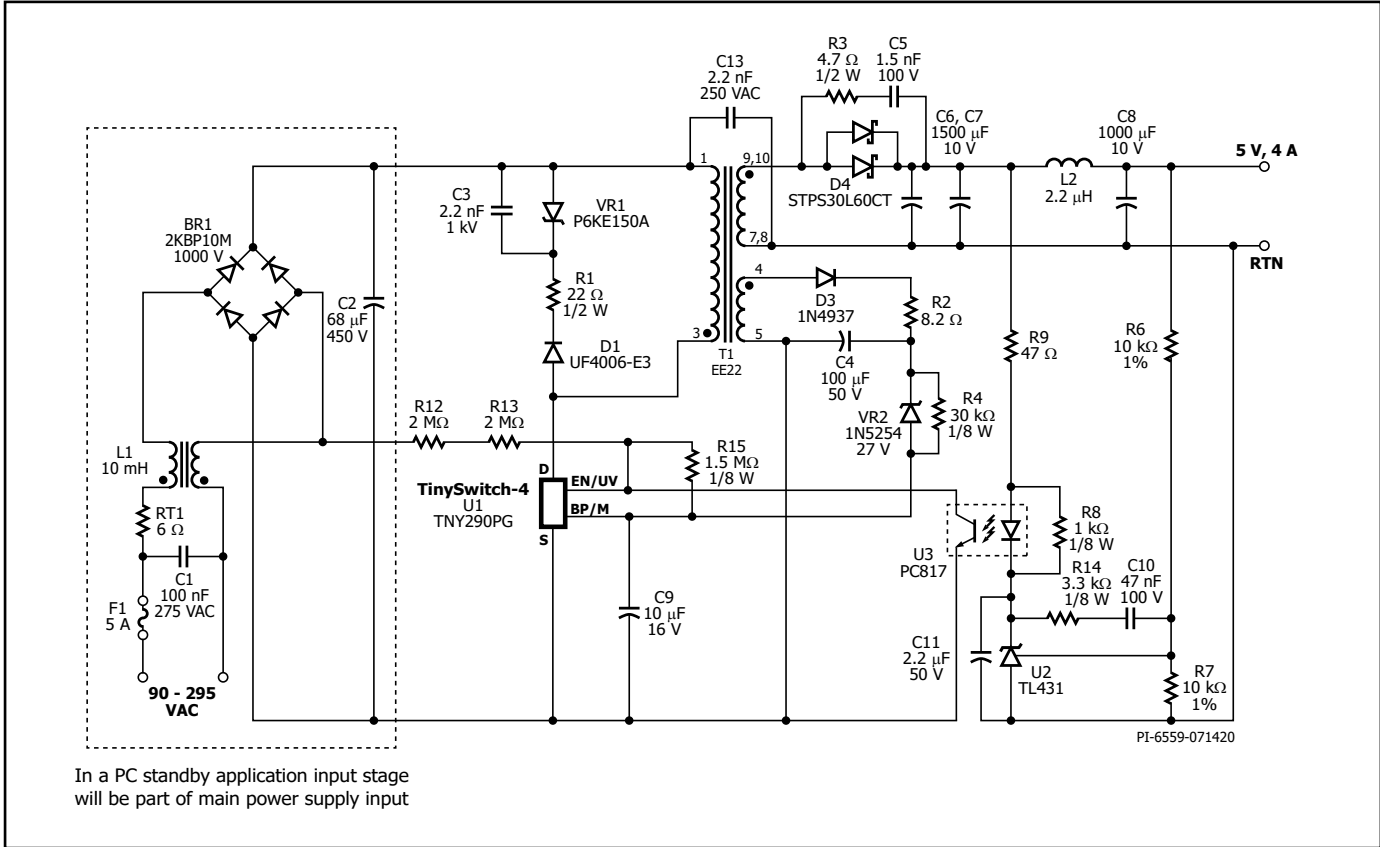 C13
2.2 nF
250 VAC
R3
4.7 Ω
1/2 W
C5
1.5 nF
100 V
C6, C7
1500 µF
10 V
C8
1000 µF
10 V
5 V, 4 A
1
9,10
D4
STPS30L60CT
L2
2.2 µH
C3
2.2 nF
1 kV
VR1
P6KE150A
BR1
2KBP10M
1000 V
7,8
RTN
R1
22 Ω
1/2 W
4
D3
1N4937
R2
8.2 Ω
C2
68 µF
450 V
D1
UF4006-E3
3
T1
EE22
5
C4
100 µF
50 V
R9
47 Ω
R6
10 kΩ
1%
R12
2 MΩ
R13
2 MΩ
VR2
1N5254
27 V
R4
30 kΩ
1/8 W
L1
10 mH
R15
1.5 MΩ
1/8 W
D
EN/UV
TinySwitch-4
U1
TNY290PG
BP/M
S
RT1
6 Ω
R8
1 kΩ
1/8 W
U3
PC817
C1
100 nF
275 VAC
R14
3.3 kΩ
1/8 W
C10
47 nF
100 V
F1
5 A
C9
10 µF
16 V
C11
2.2 µF
50 V
U2
TL431
R7
10 kΩ
1%
90 - 295
VAC
PI-6559-071420
In a PC standby application input stage
will be part of main power supply input